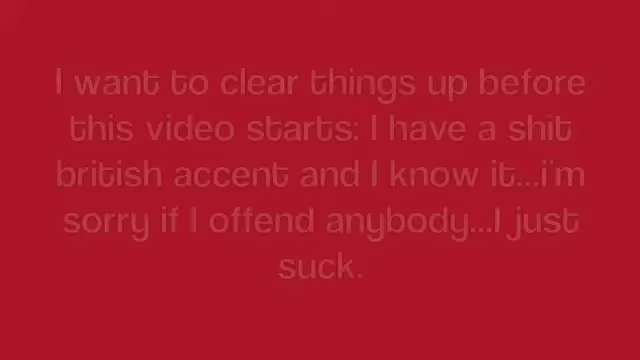 I want to clear things up before
this video starts: I have a shit
british accent and I know it...i'm
sorry if I offend anybody...I just
suck.